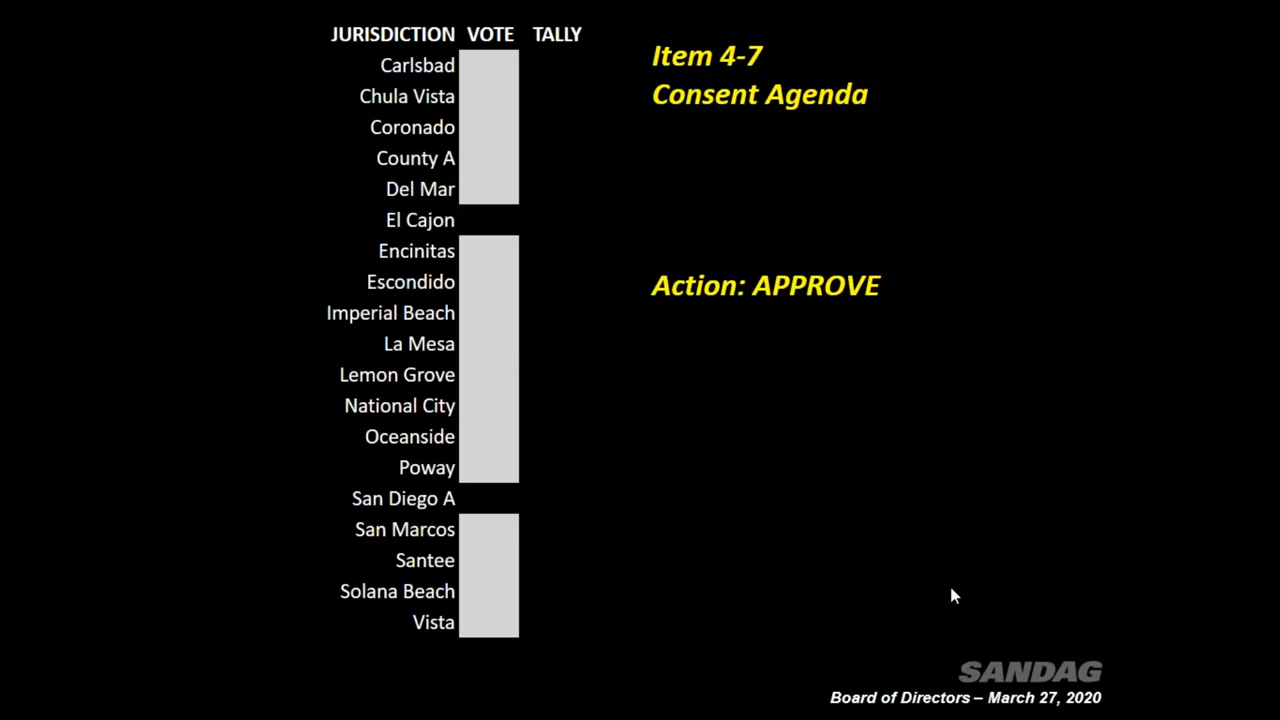 JURISDICTION VOTE TALLY
Carlsbad
Chula Vista
Coronado
County A
Del Mar
El Cajon
Encinitas
Escondido
Imperial Beach
La Mesa
Lemon Grove
National City
Oceanside
Poway
San Diego A
San Marcos
Santee
Solana Beach
Vista
Item 4-7
Consent Agenda
Action: APPROVE
SANDAG
Board of Directors – March 27, 2020